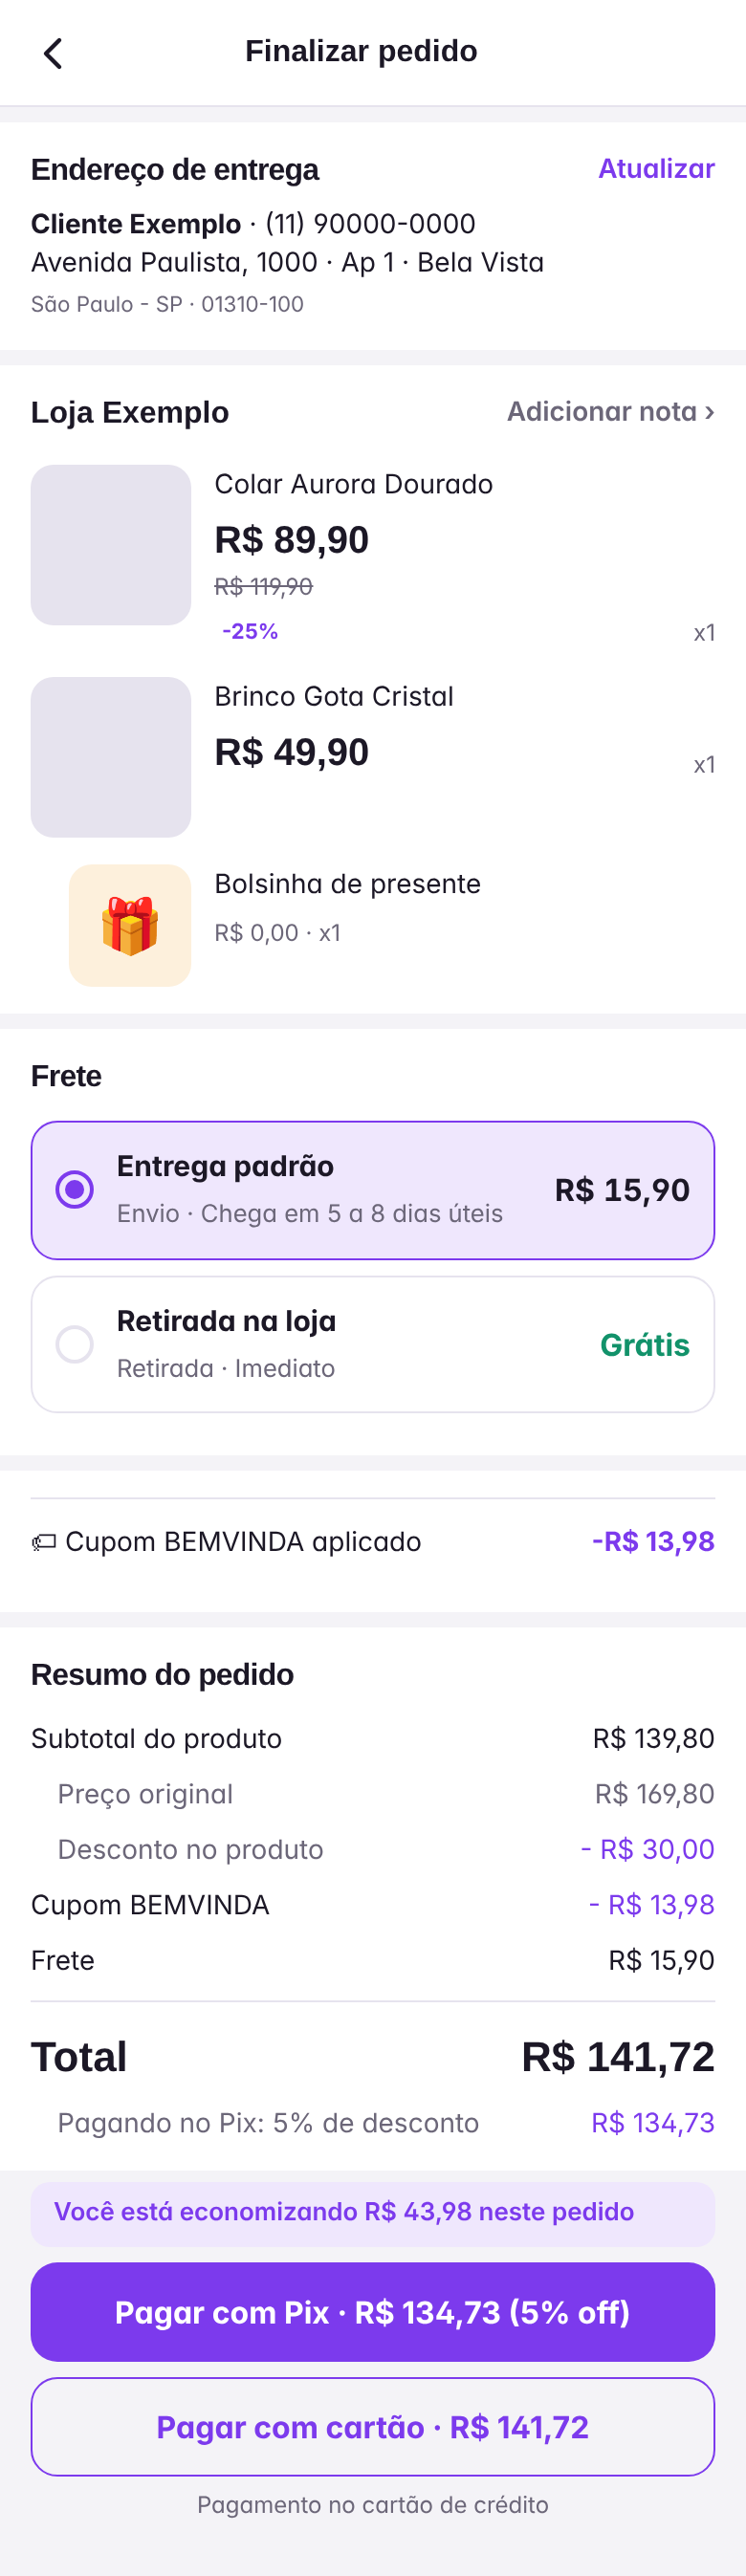 Finalizar pedido
Endereço de entrega
Atualizar
Cliente Exemplo · (11) 90000-0000
Avenida Paulista, 1000 · Ap 1 · Bela Vista
São Paulo - SP · 01310-100
Loja Exemplo
Adicionar nota ›
Colar Aurora Dourado
R$ 89,90
R$ 119,90
-25%
x1
Brinco Gota Cristal
R$ 49,90
x1
Bolsinha de presente
R$ 0,00 · x1
Frete
Entrega padrão
Envio · Chega em 5 a 8 dias úteis
R$ 15,90
Retirada na loja
Retirada · Imediato
Grátis
Cupom BEMVINDA aplicado
-R$ 13,98
Resumo do pedido
Subtotal do produto R$ 139,80
Preço original R$ 169,80
Desconto no produto - R$ 30,00
Cupom BEMVINDA - R$ 13,98
Frete R$ 15,90
Total R$ 141,72
Pagando no Pix: 5% de desconto R$ 134,73
Você está economizando R$ 43,98 neste pedido
Pagar com Pix · R$ 134,73 (5% off)
Pagar com cartão · R$ 141,72
Pagamento no cartão de crédito